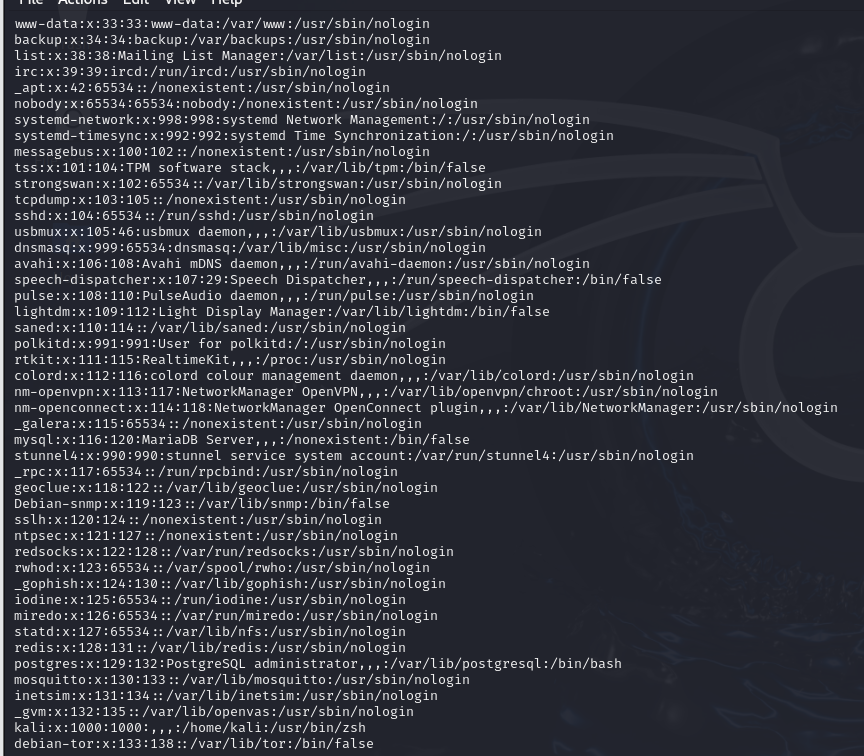 File Actions Edit View Help
www-data:x:33:33:www-data:/var/www:/usr/sbin/nologin
backup:x:34:34:backup:/var/backups:/usr/sbin/nologin
list:x:38:38:Mailing List Manager:/var/list:/usr/sbin/nologin
irc:x:39:39:ircd:/run/ircd:/usr/sbin/nologin
_apt:x:42:65534::/nonexistent:/usr/sbin/nologin
nobody:x:65534:65534:nobody:/nonexistent:/usr/sbin/nologin
systemd-network:x:998:998:systemd Network Management:/:/usr/sbin/nologin
systemd-timesync:x:992:992:systemd Time Synchronization:/:/usr/sbin/nologin
messagebus:x:100:102::/nonexistent:/usr/sbin/nologin
tss:x:101:104:TPM software stack,,,:/var/lib/tpm:/bin/false
strongswan:x:102:65534::/var/lib/strongswan:/usr/sbin/nologin
tcpdump:x:103:105::/nonexistent:/usr/sbin/nologin
sshd:x:104:65534::/run/sshd:/usr/sbin/nologin
usbmux:x:105:46:usbmux daemon,,,:/var/lib/usbmux:/usr/sbin/nologin
dnsmasq:x:999:65534:dnsmasq:/var/lib/misc:/usr/sbin/nologin
avahi:x:106:108:Avahi mDNS daemon,,,:/run/avahi-daemon:/usr/sbin/nologin
speech-dispatcher:x:107:29:Speech Dispatcher,,,:/run/speech-dispatcher:/bin/false
pulse:x:108:110:PulseAudio daemon,,,:/run/pulse:/usr/sbin/nologin
lightdm:x:109:112:Light Display Manager:/var/lib/lightdm:/bin/false
saned:x:110:114::/var/lib/saned:/usr/sbin/nologin
polkitd:x:991:991:User for polkitd:/:/usr/sbin/nologin
rtkit:x:111:115:RealtimeKit,,,:/proc:/usr/sbin/nologin
colord:x:112:116:colord colour management daemon,,,:/var/lib/colord:/usr/sbin/nologin
nm-openvpn:x:113:117:NetworkManager OpenVPN,,,:/var/lib/openvpn/chroot:/usr/sbin/nologin
nm-openconnect:x:114:118:NetworkManager OpenConnect plugin,,,:/var/lib/NetworkManager:/usr/sbin/nologin
_galera:x:115:65534::/nonexistent:/usr/sbin/nologin
mysql:x:116:120:MariaDB Server,,,:/nonexistent:/bin/false
stunnel4:x:990:990:stunnel service system account:/var/run/stunnel4:/usr/sbin/nologin
_rpc:x:117:65534::/run/rpcbind:/usr/sbin/nologin
geoclue:x:118:122::/var/lib/geoclue:/usr/sbin/nologin
Debian-snmp:x:119:123::/var/lib/snmp:/bin/false
sslh:x:120:124::/nonexistent:/usr/sbin/nologin
ntpsec:x:121:127::/nonexistent:/usr/sbin/nologin
redsocks:x:122:128::/var/run/redsocks:/usr/sbin/nologin
rwhod:x:123:65534::/var/spool/rwho:/usr/sbin/nologin
_gophish:x:124:130::/var/lib/gophish:/usr/sbin/nologin
iodine:x:125:65534::/run/iodine:/usr/sbin/nologin
miredo:x:126:65534::/var/run/miredo:/usr/sbin/nologin
statd:x:127:65534::/var/lib/nfs:/usr/sbin/nologin
redis:x:128:131::/var/lib/redis:/usr/sbin/nologin
postgres:x:129:132:PostgreSQL administrator,,,:/var/lib/postgresql:/bin/bash
mosquitto:x:130:133::/var/lib/mosquitto:/usr/sbin/nologin
inetsim:x:131:134::/var/lib/inetsim:/usr/sbin/nologin
_gvm:x:132:135::/var/lib/openvas:/usr/sbin/nologin
kali:x:1000:1000:,,,:/home/kali:/usr/bin/zsh
debian-tor:x:133:138::/var/lib/tor:/bin/false